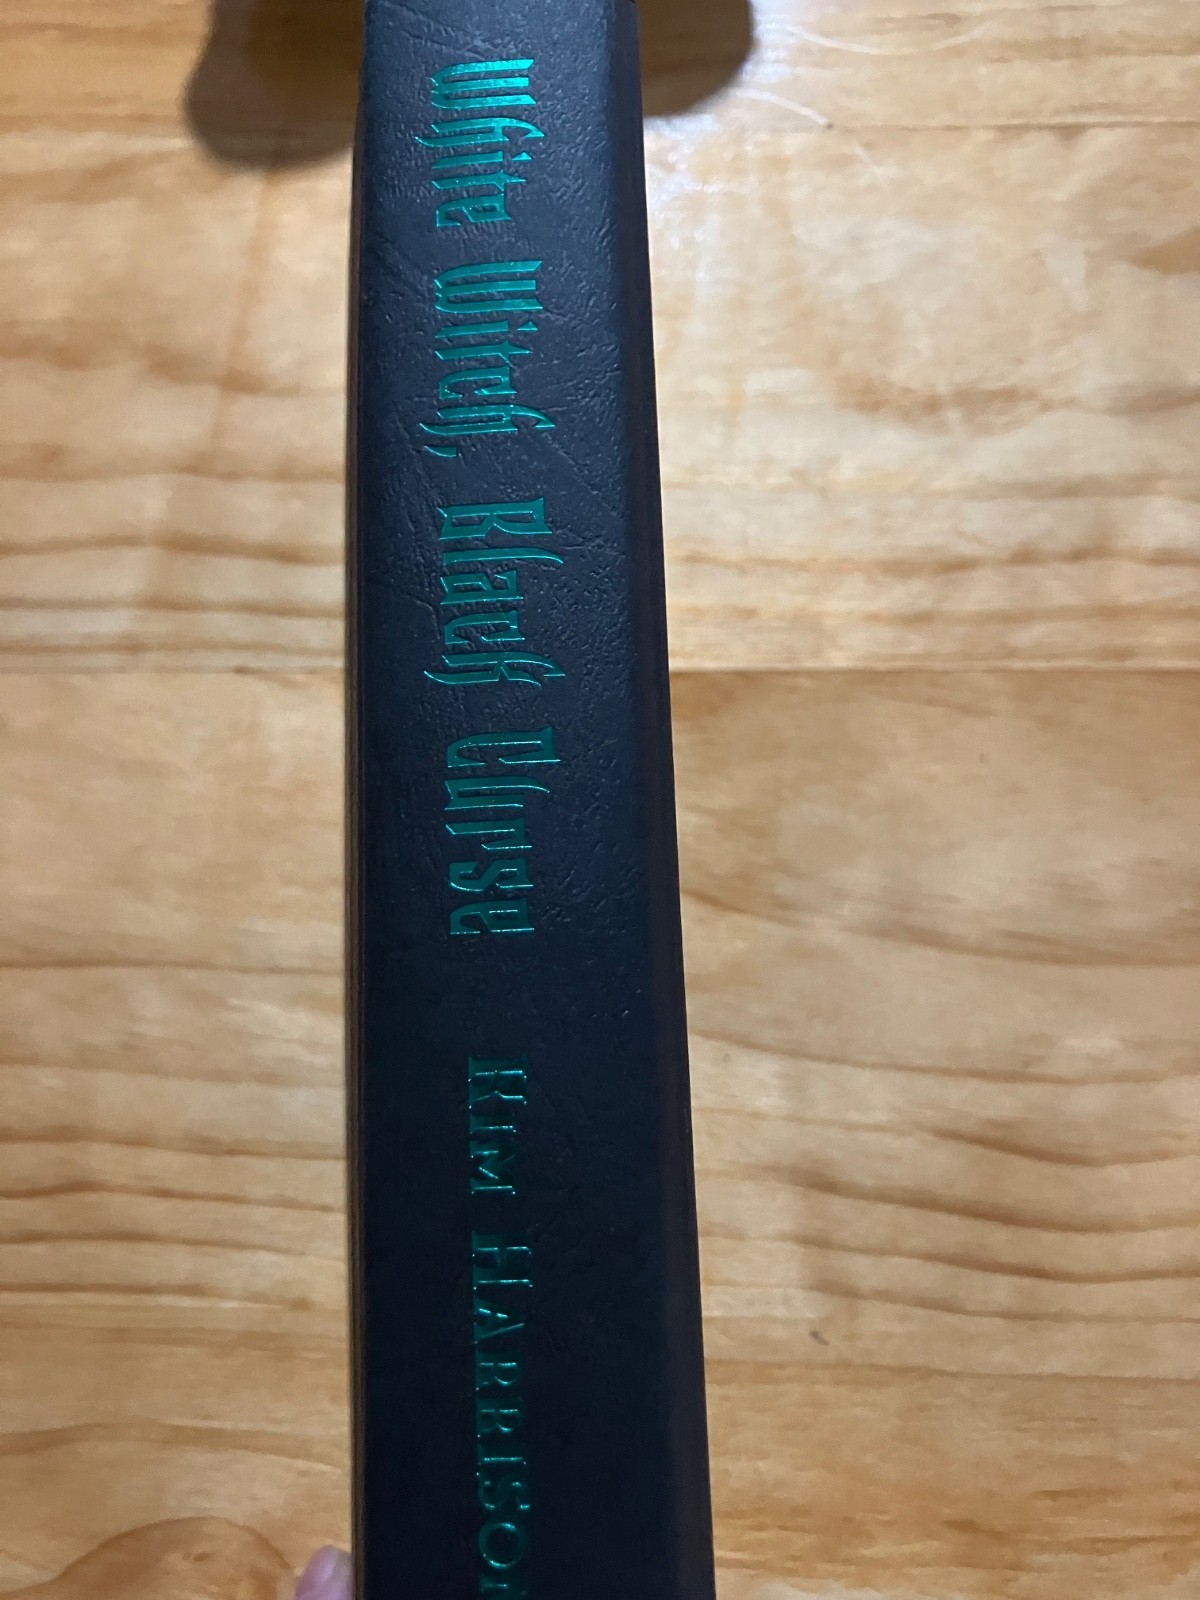 White Witch, Black Curse
KIM HARRISON